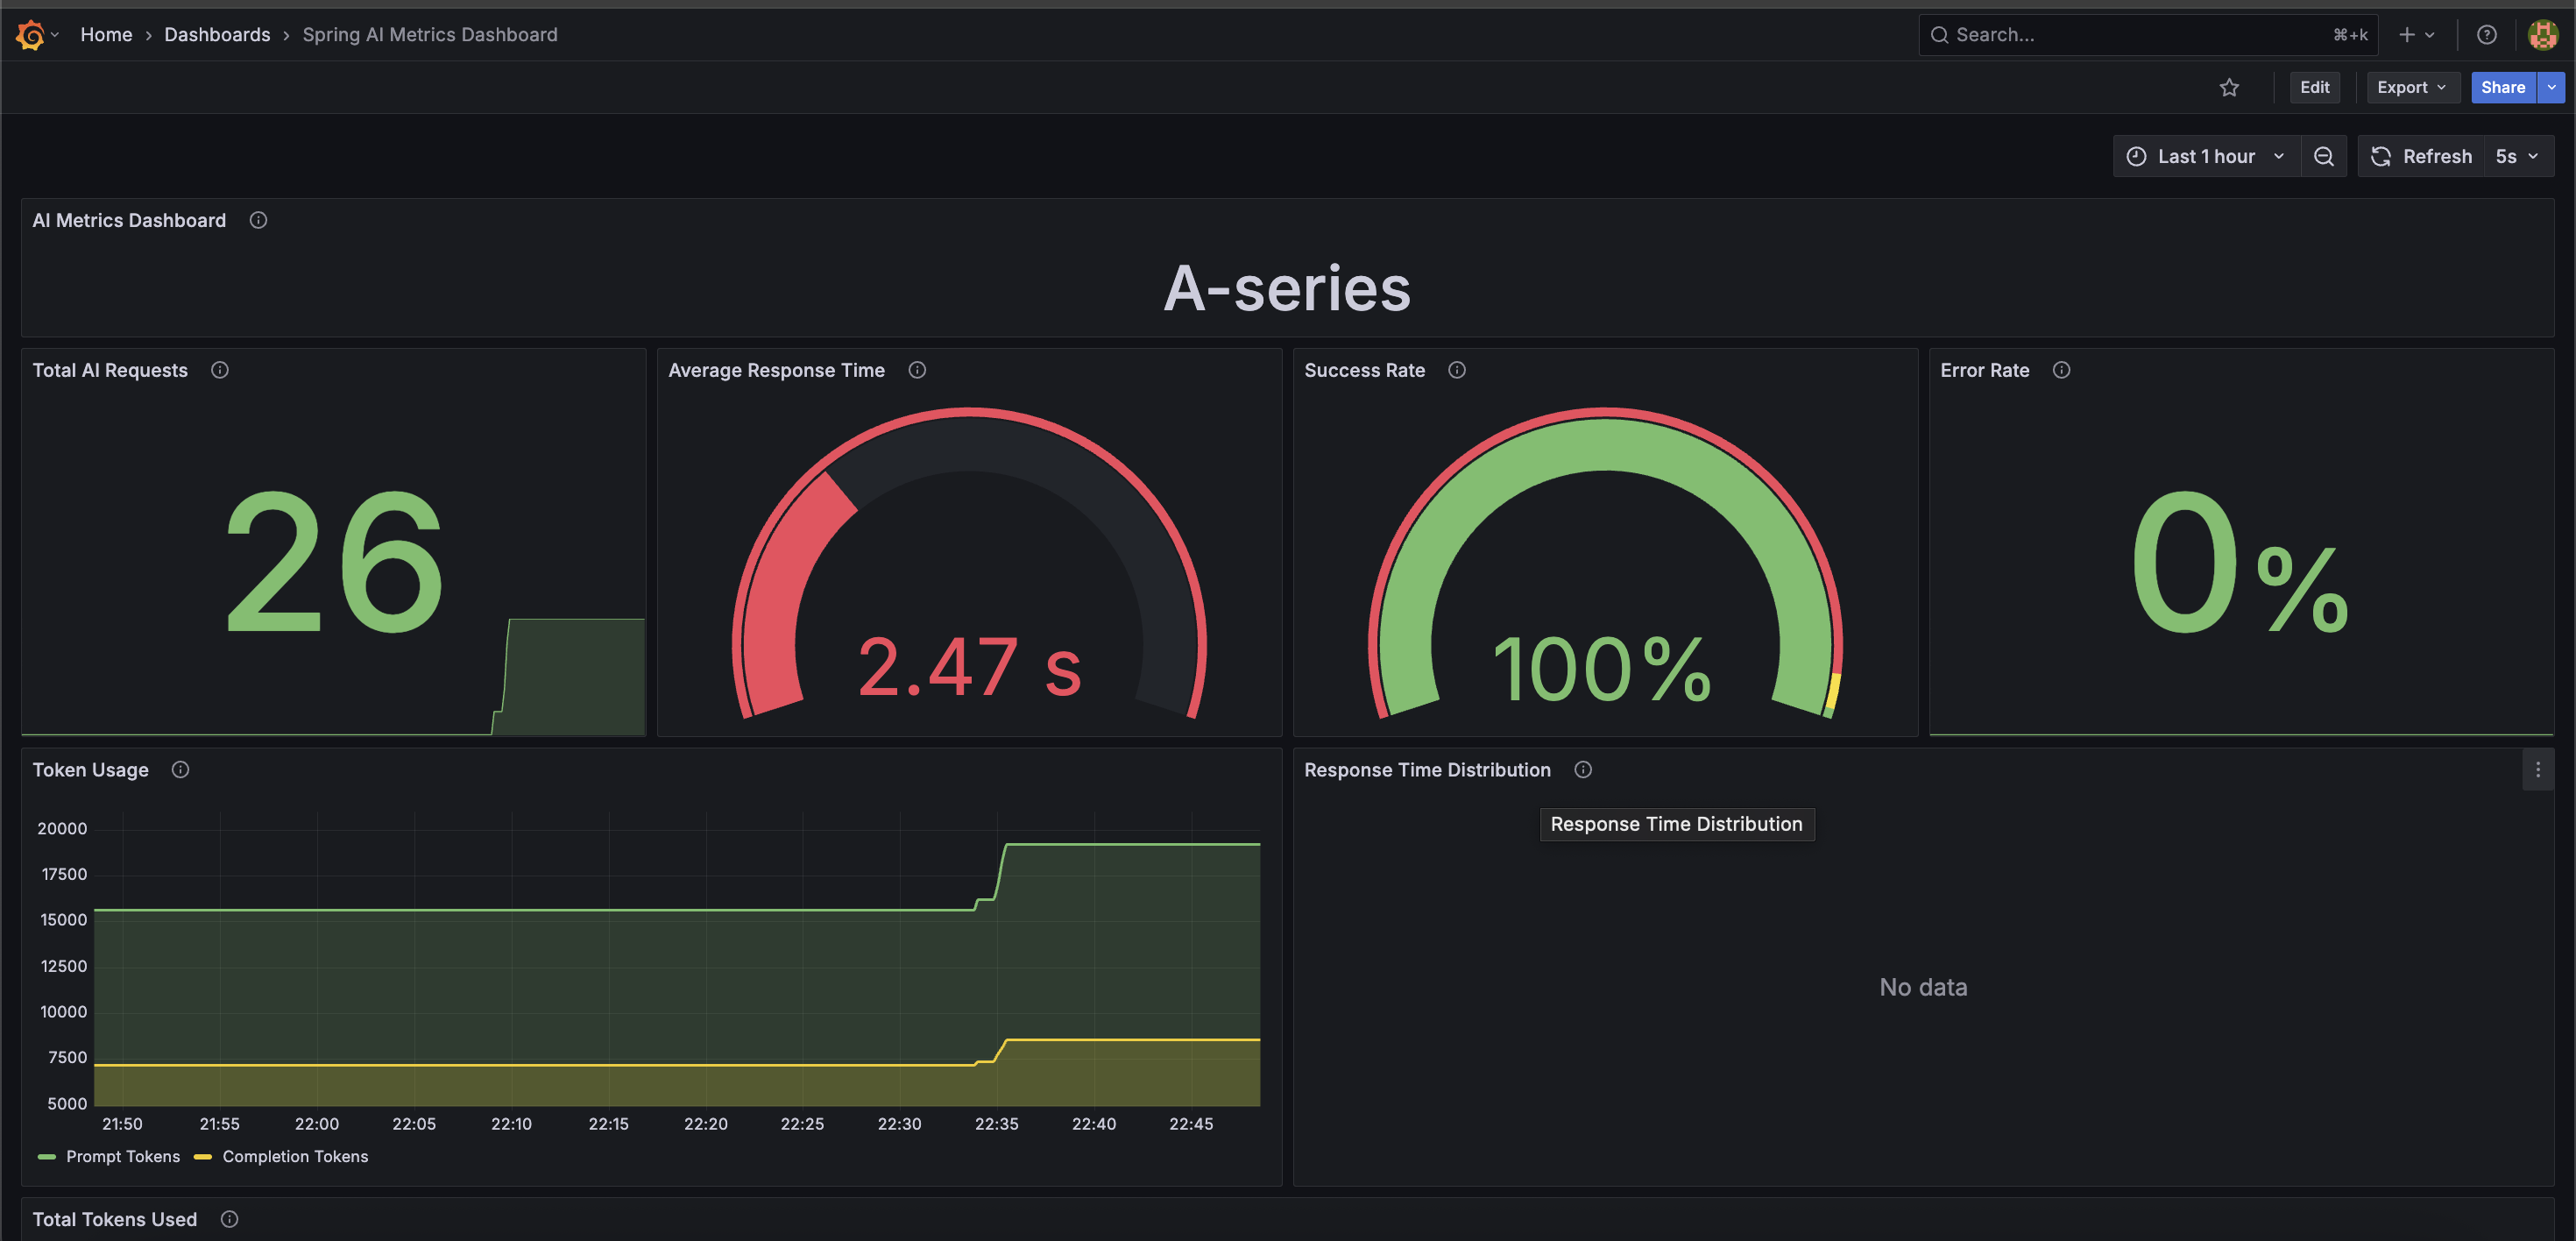 Home › Dashboards › Spring AI Metrics Dashboard
Search... ⌘+k
Edit Export Share
Last 1 hour Refresh 5s
AI Metrics Dashboard
A-series
Total AI Requests
26
Average Response Time
2.47 s
Success Rate
100%
Error Rate
0%
Token Usage
20000
17500
15000
12500
10000
7500
5000
21:50 21:55 22:00 22:05 22:10 22:15 22:20 22:25 22:30 22:35 22:40 22:45
Prompt Tokens Completion Tokens
Response Time Distribution
Response Time Distribution
No data
Total Tokens Used